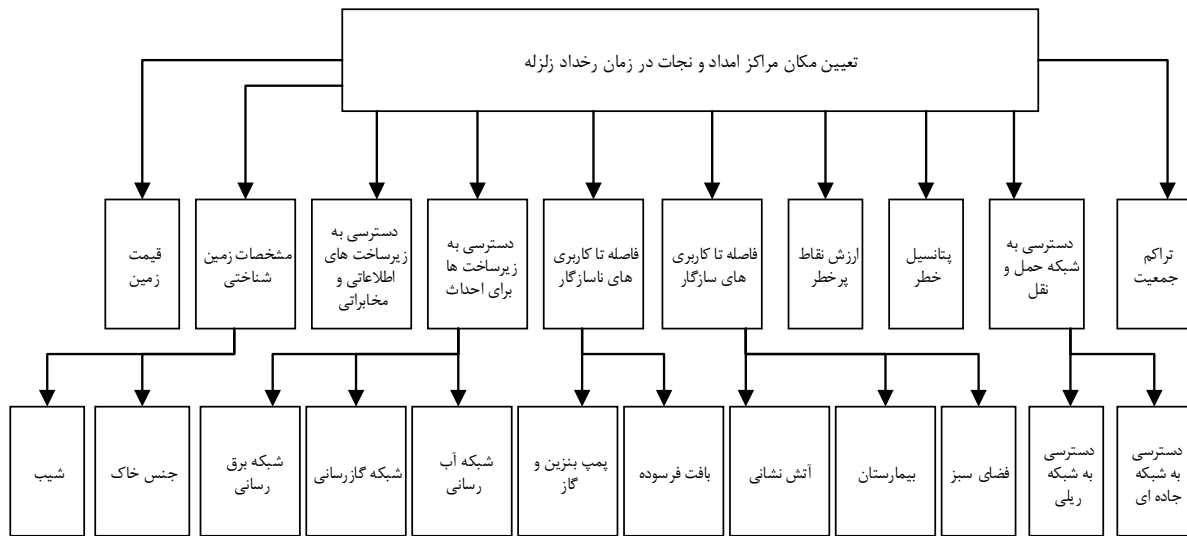 تعیین مکان مراکز امداد و نجات در زمان رخداد زلزله
تراکم
جمعیت
دسترسی به
شبکه حمل و
نقل
پتانسیل
خطر
ارزش نقاط
پرخطر
فاصله تا کاربری
های سازگار
فاصله تا کاربری
های ناسازگار
دسترسی به
زیرساخت ها
برای احداث
دسترسی به
زیرساخت های
اطلاعاتی و
مخابراتی
مشخصات زمین
شناختی
قیمت
زمین
دسترسی
به شبکه
جاده ای
دسترسی
به شبکه
ریلی
فضای سبز
بیمارستان
آتش نشانی
بافت فرسوده
پمپ بنزین و
گاز
شبکه آب
رسانی
شبکه گازرسانی
شبکه برق
رسانی
جنس خاک
شیب